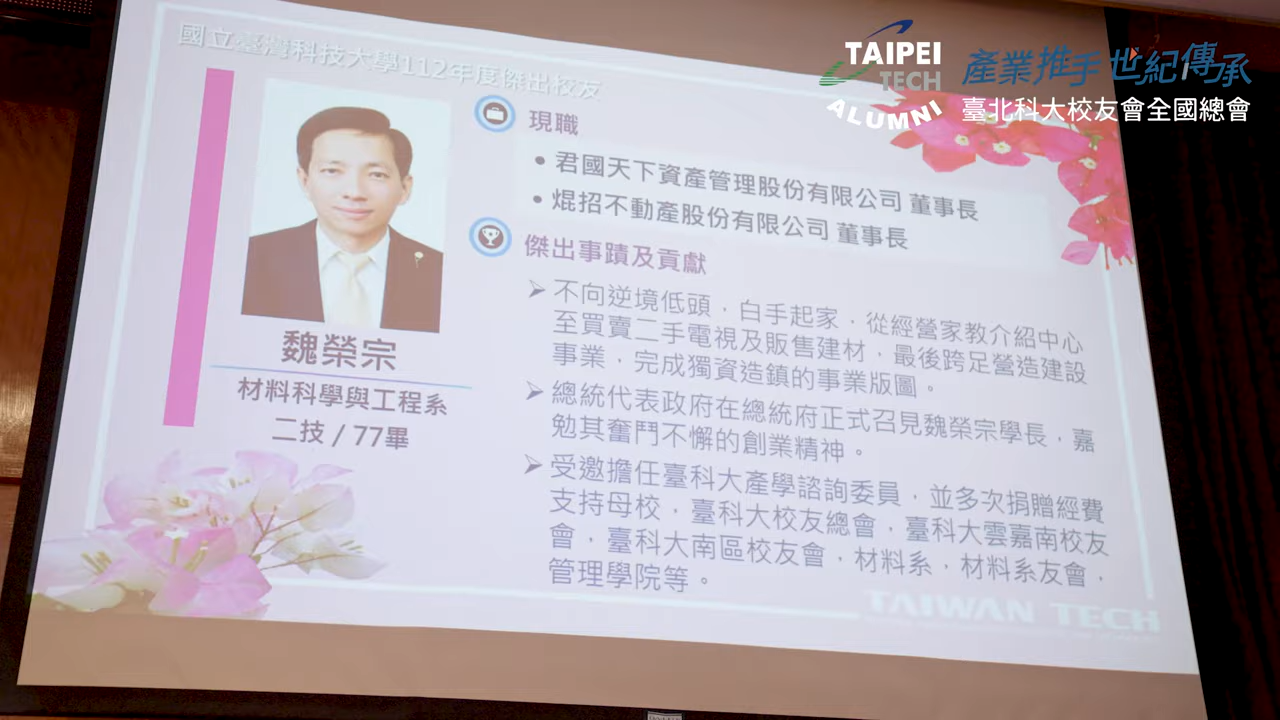 國立臺灣科技大學112年度傑出校友
TAIPEI
TECH
ALUMNI
產業推手 世紀傳承
臺北科大校友會全國總會
現職
• 君國天下資產管理股份有限公司 董事長
• 焜招不動產股份有限公司 董事長
傑出事蹟及貢獻
➢ 不向逆境低頭，白手起家，從經營家教介紹中心
至買賣二手電視及販售建材，最後跨足營造建設
事業，完成獨資造鎮的事業版圖。
➢ 總統代表政府在總統府正式召見魏榮宗學長，嘉
勉其奮鬥不懈的創業精神。
➢ 受邀擔任臺科大產學諮詢委員，並多次捐贈經費
支持母校，臺科大校友總會，臺科大雲嘉南校友
會，臺科大南區校友會，材料系，材料系友會，
管理學院等。
魏榮宗
材料科學與工程系
二技 / 77畢
TAIWAN TECH